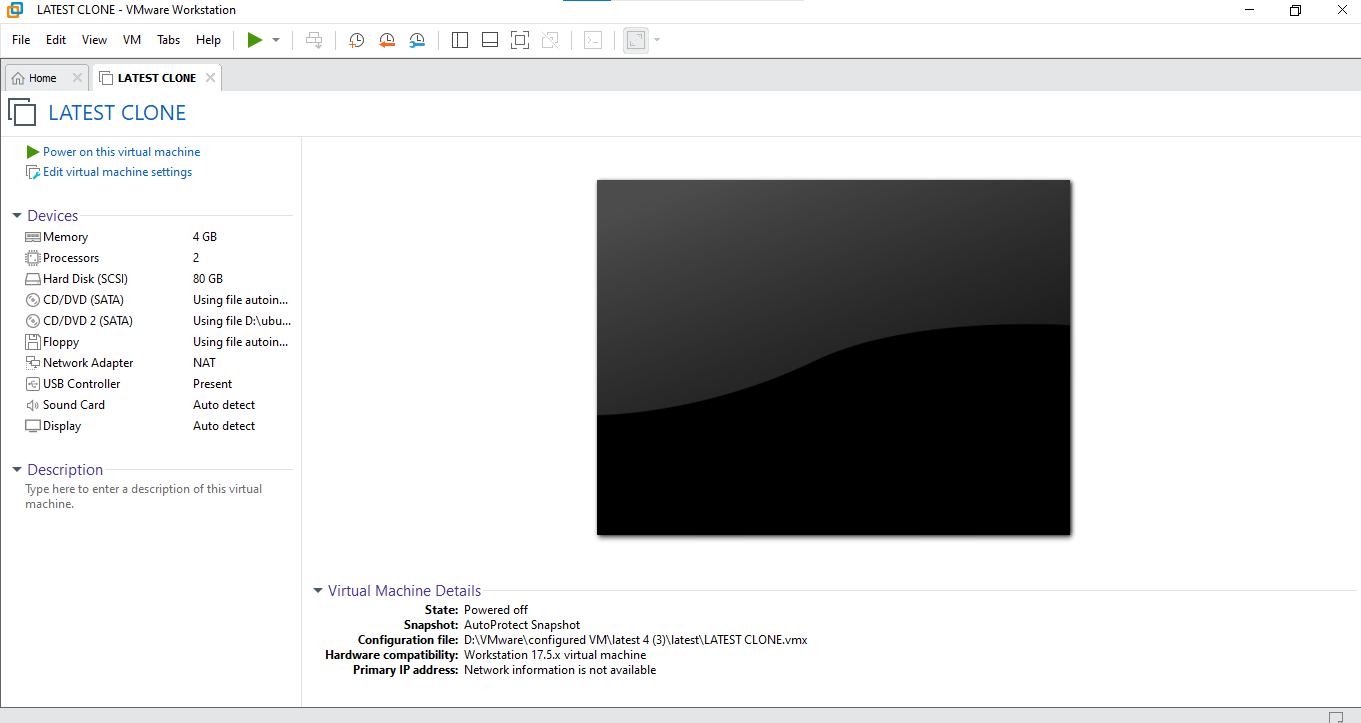 LATEST CLONE - VMware Workstation
File Edit View VM Tabs Help
Home LATEST CLONE
LATEST CLONE
Power on this virtual machine
Edit virtual machine settings
Devices
Memory 4 GB
Processors 2
Hard Disk (SCSI) 80 GB
CD/DVD (SATA) Using file autoin...
CD/DVD 2 (SATA) Using file D:\ubu...
Floppy Using file autoin...
Network Adapter NAT
USB Controller Present
Sound Card Auto detect
Display Auto detect
Description
Type here to enter a description of this virtual
machine.
Virtual Machine Details
State: Powered off
Snapshot: AutoProtect Snapshot
Configuration file: D:\VMware\configured VM\latest 4 (3)\latest\LATEST CLONE.vmx
Hardware compatibility: Workstation 17.5.x virtual machine
Primary IP address: Network information is not available